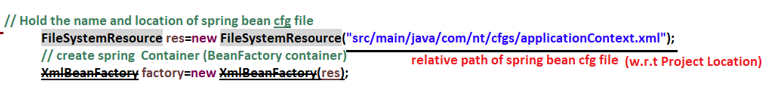 // Hold the name and location of spring bean cfg file
FileSystemResource res=new FileSystemResource("src/main/java/com/nt/cfgs/applicationContext.xml");
// create spring  Container (BeanFactory container)
relative path of spring bean cfg file  (w.r.t Project Location)
XmlBeanFactory factory=new XmlBeanFactory(res);